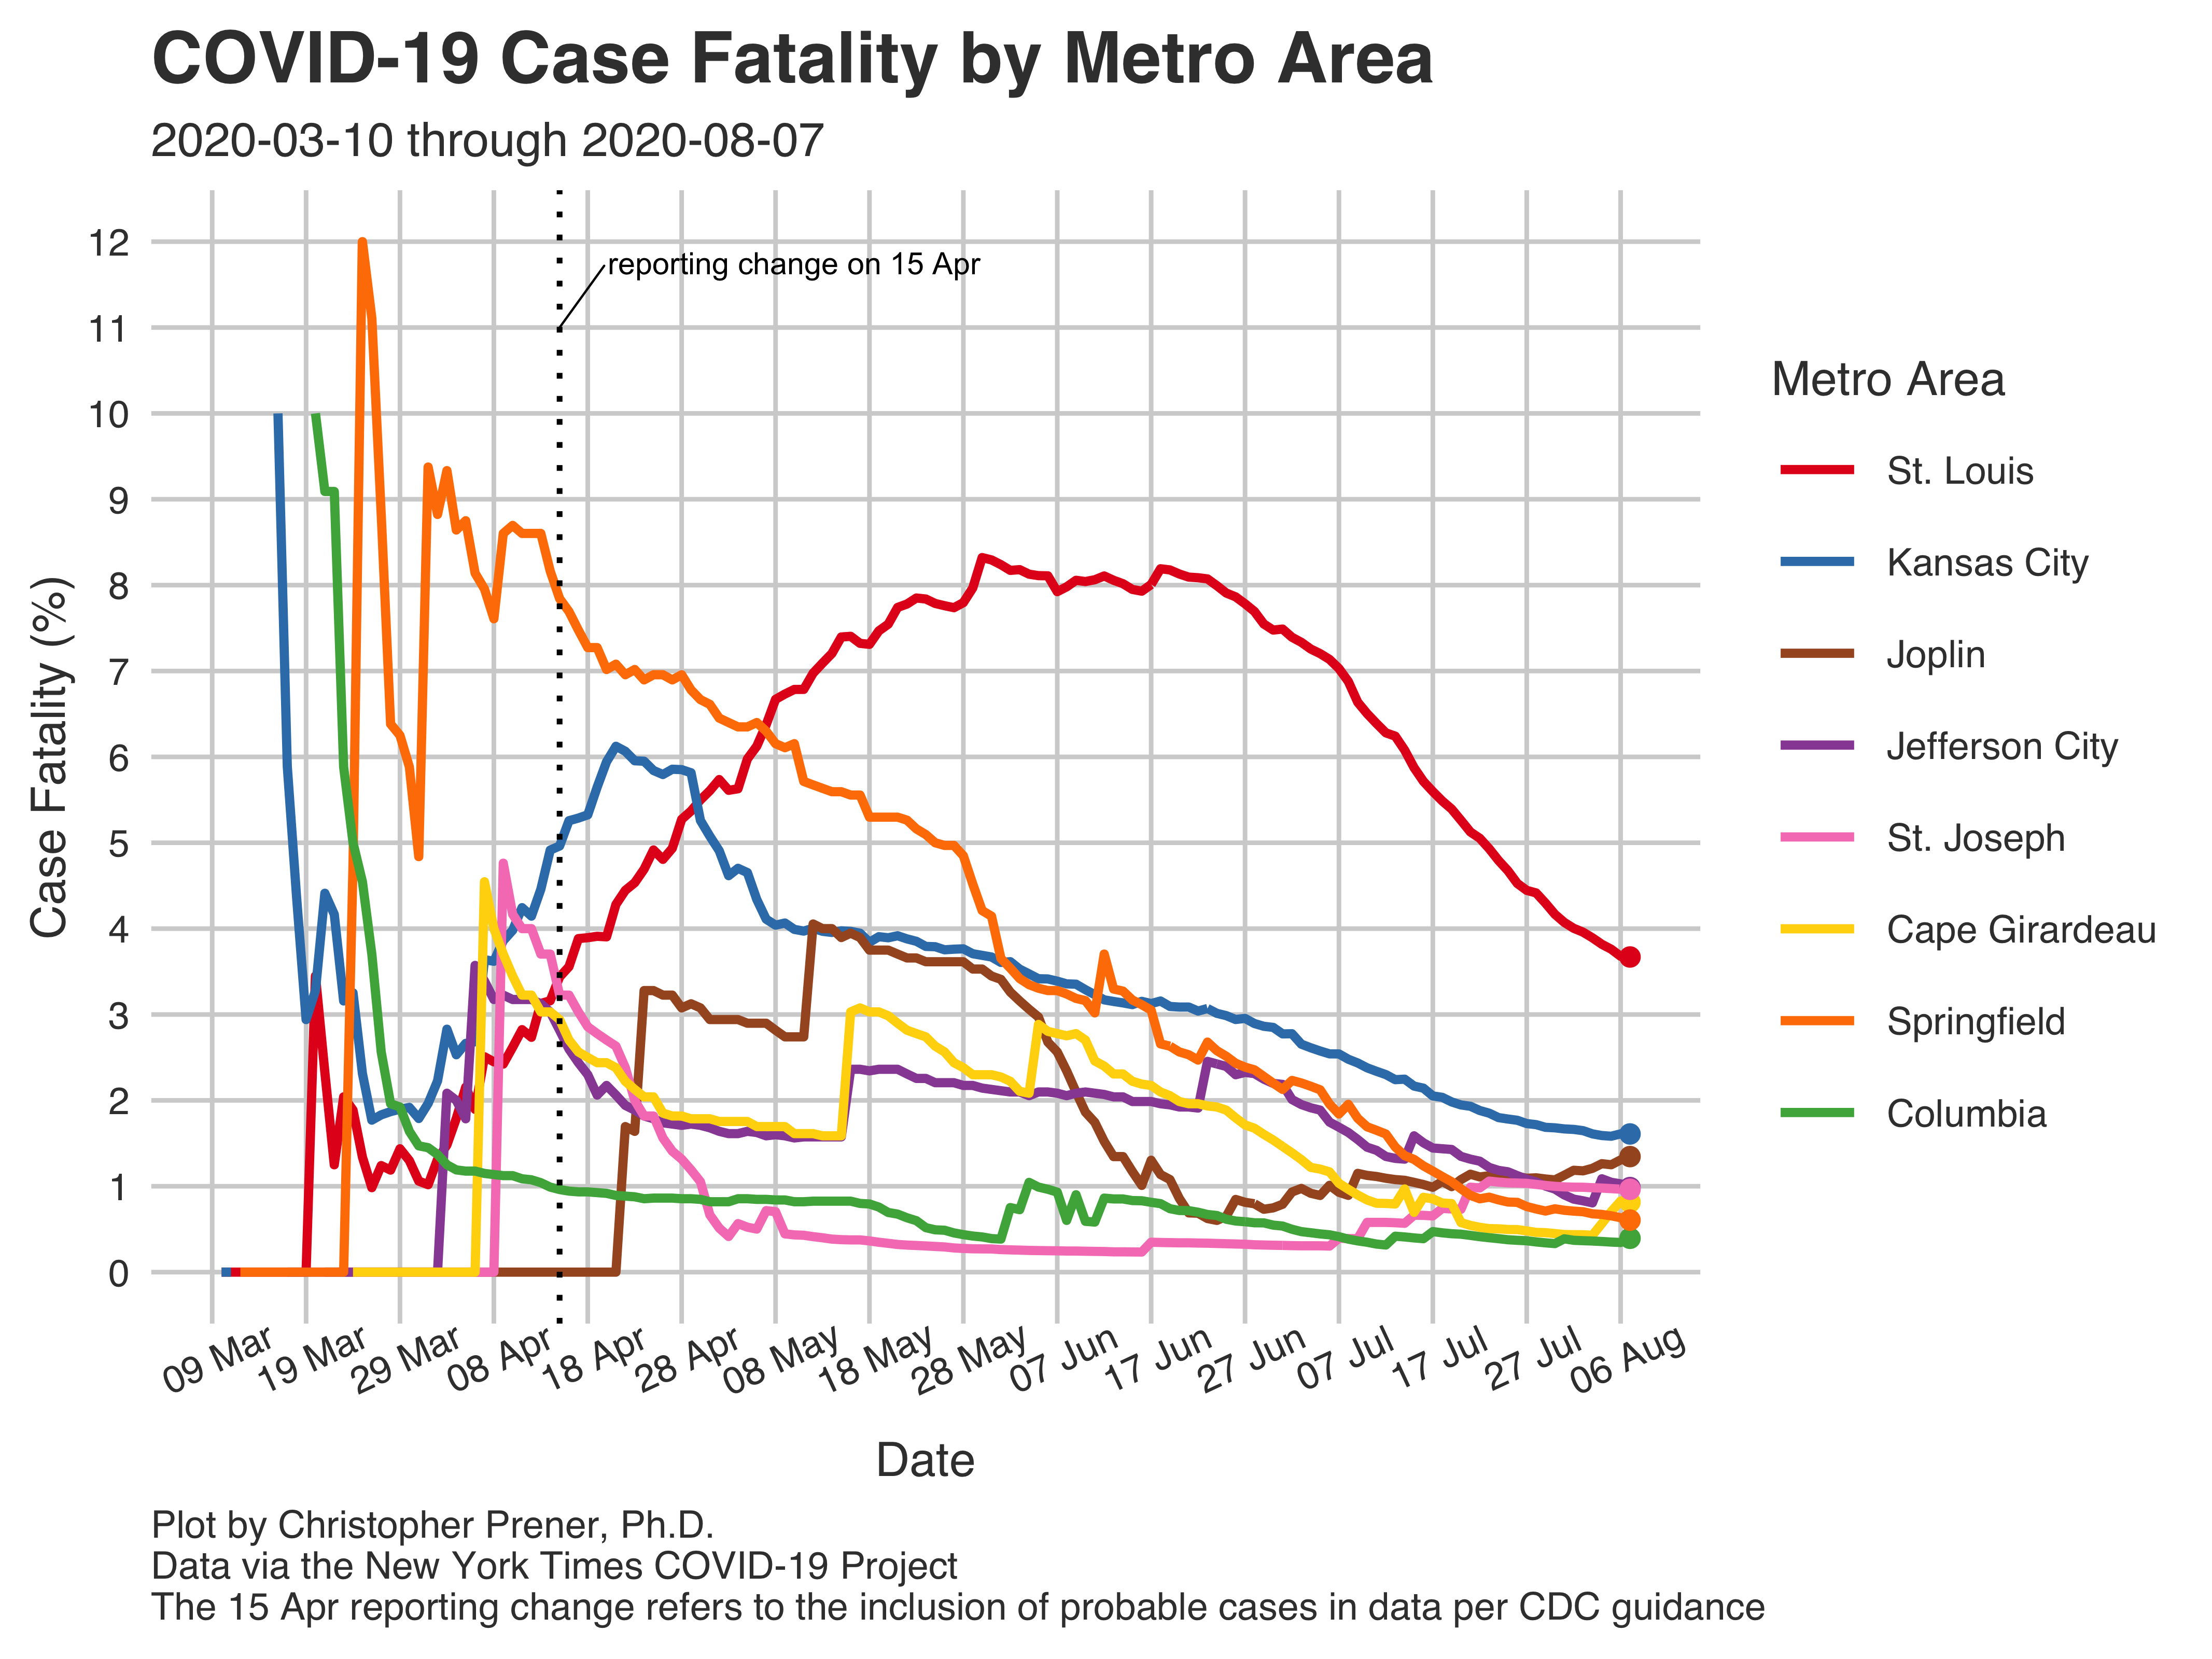 COVID-19 Case Fatality by Metro Area
2020-03-10 through 2020-08-07
Case Fatality (%)
12
11
10
9
8
7
6
5
4
3
2
1
0
reporting change on 15 Apr
09 Mar
19 Mar
29 Mar
08 Apr
18 Apr
28 Apr
08 May
18 May
28 May
07 Jun
17 Jun
27 Jun
07 Jul
17 Jul
27 Jul
06 Aug
Date
Metro Area
St. Louis
Kansas City
Joplin
Jefferson City
St. Joseph
Cape Girardeau
Springfield
Columbia
Plot by Christopher Prener, Ph.D.
Data via the New York Times COVID-19 Project
The 15 Apr reporting change refers to the inclusion of probable cases in data per CDC guidance